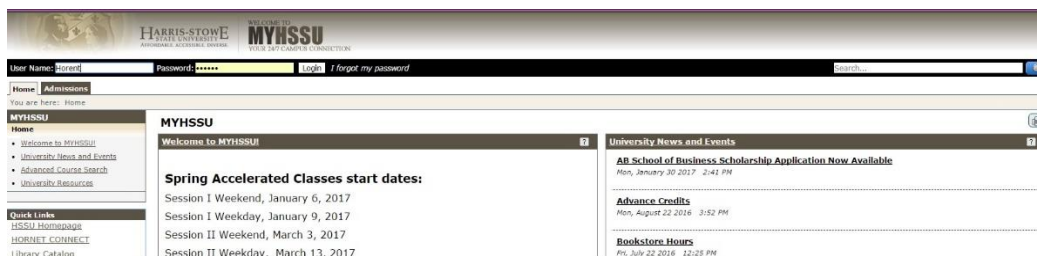 HARRIS-STOWE
STATE UNIVERSITY
AFFORDABLE. ACCESSIBLE. DIVERSE.
WELCOME TO
MYHSSU
YOUR 24/7 CAMPUS CONNECTION
User Name: Horent Password: •••••• Login I forgot my password Search...
Home Admissions
You are here: Home
MYHSSU
Home
• Welcome to MYHSSU!
• University News and Events
• Advanced Course Search
• University Resources
Quick Links
HSSU Homepage
HORNET CONNECT
Library Catalog
MYHSSU
Welcome to MYHSSU! ?
Spring Accelerated Classes start dates:
Session I Weekend, January 6, 2017
Session I Weekday, January 9, 2017
Session II Weekend, March 3, 2017
Session II Weekday, March 13, 2017
University News and Events ?
AB School of Business Scholarship Application Now Available
Mon, January 30 2017 2:41 PM
Advance Credits
Mon, August 22 2016 3:52 PM
Bookstore Hours
Fri, July 22 2016 12:25 PM